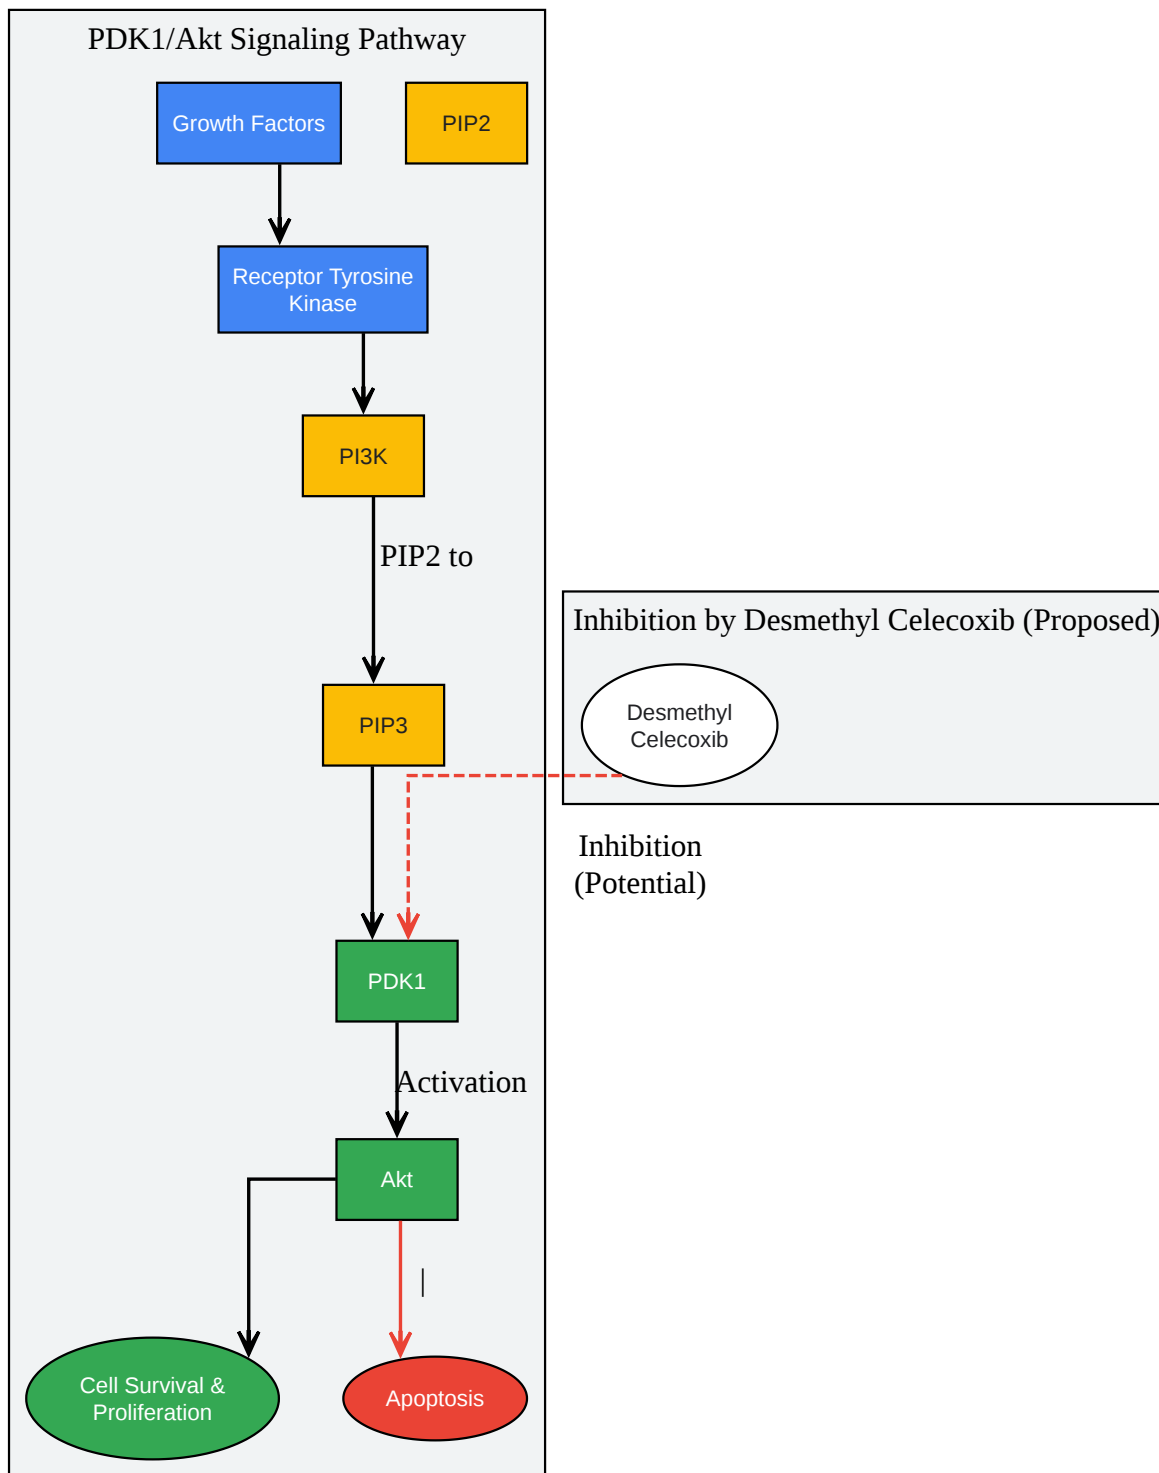 PDK1/Akt Signaling Pathway
Growth Factors
PIP2
Receptor Tyrosine
Kinase
PI3K
PIP2 to
PIP3
Inhibition by Desmethyl Celecoxib (Proposed)
Desmethyl
Celecoxib
Inhibition
(Potential)
PDK1
Activation
Akt
|
Cell Survival &
Proliferation
Apoptosis